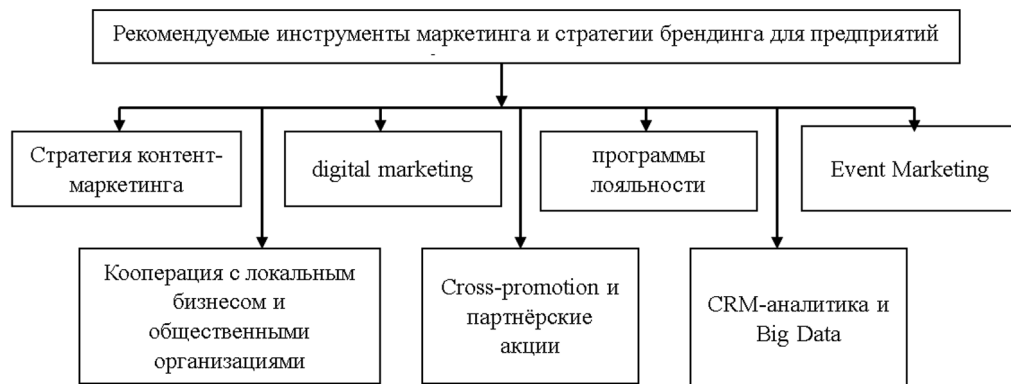 Рекомендуемые инструменты маркетинга и стратегии брендинга для предприятий
Стратегия контент-
маркетинга
digital marketing
программы
лояльности
Event Marketing
Кооперация с локальным
бизнесом и
общественными
организациями
Cross-promotion и
партнёрские
акции
CRM-аналитика и
Big Data